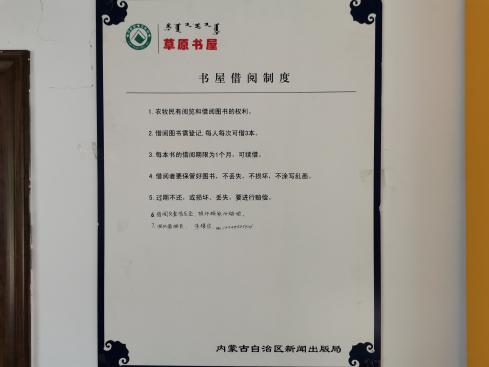 草原书屋
书屋借阅制度
1. 农牧民有阅览和借阅图书的权利。
2. 借阅图书需登记,每人每次可借3本。
3. 每本书的借阅期限为1个月，可续借。
4. 借阅者要保管好图书，不丢失，不损坏，不涂写乱画。
5. 过期不还，或损坏、丢失，要进行赔偿。
6.
7.
内蒙古自治区新闻出版局